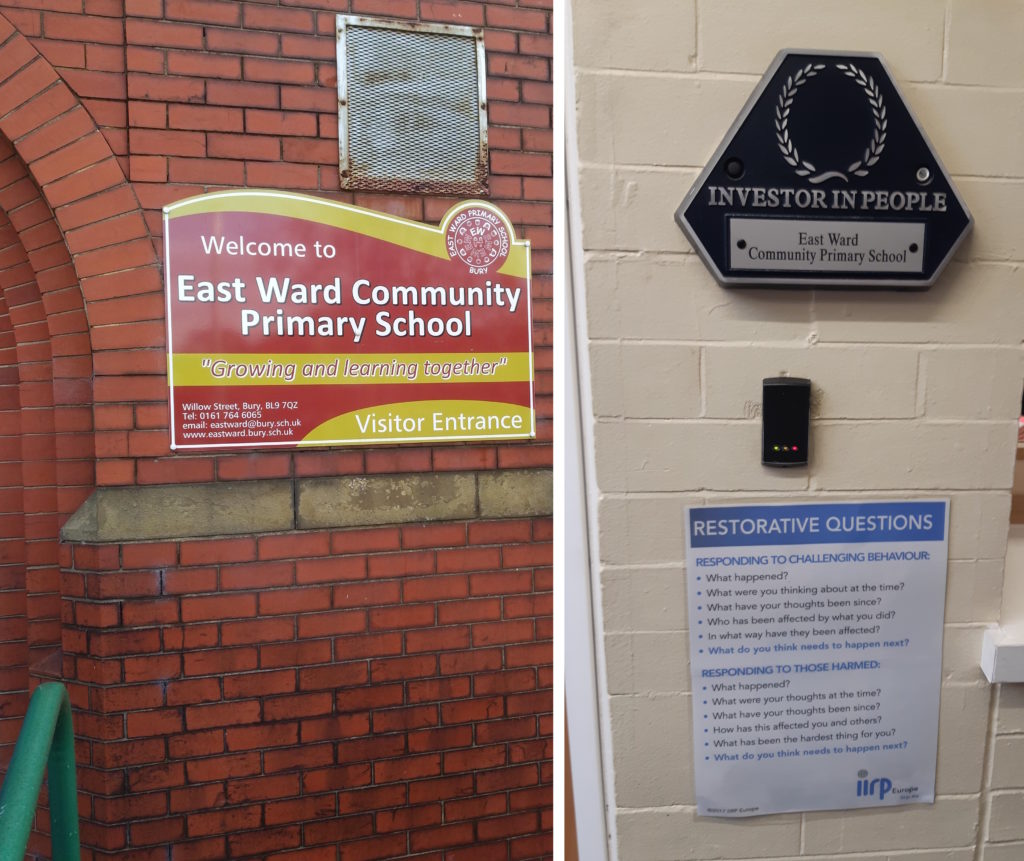 Welcome to
East Ward Community
Primary School
"Growing and learning together"
Willow Street, Bury, BL9 7QZ
Tel: 0161 764 6065
email: eastward@bury.sch.uk
www.eastward.bury.sch.uk
Visitor Entrance
EAST WARD PRIMARY SCHOOL
EW
BURY
INVESTOR IN PEOPLE
East Ward
Community Primary School
RESTORATIVE QUESTIONS
RESPONDING TO CHALLENGING BEHAVIOUR:
• What happened?
• What were you thinking about at the time?
• What have your thoughts been since?
• Who has been affected by what you did?
• In what way have they been affected?
• What do you think needs to happen next?
RESPONDING TO THOSE HARMED:
• What happened?
• What were your thoughts at the time?
• What have your thoughts been since?
• How has this affected you and others?
• What has been the hardest thing for you?
• What do you think needs to happen next?
iirp Europe
©2017 IIRP Europe